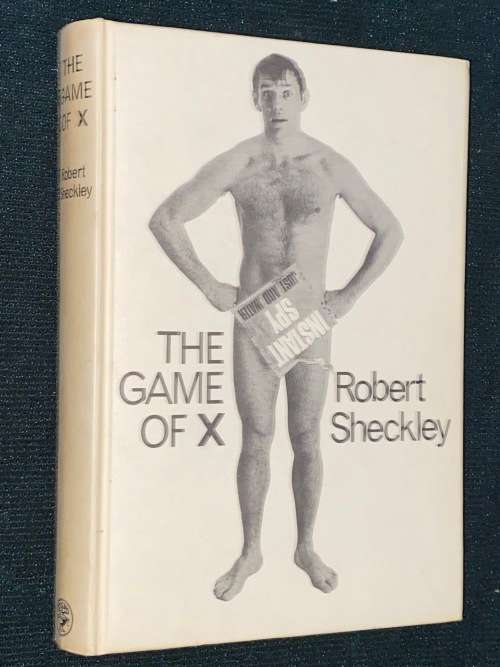 THE
GAME
OF X
Robert
Sheckley
JUST ADD WATER
INSTANT
SPY
THE
GAME
OF X
Robert
Sheckley